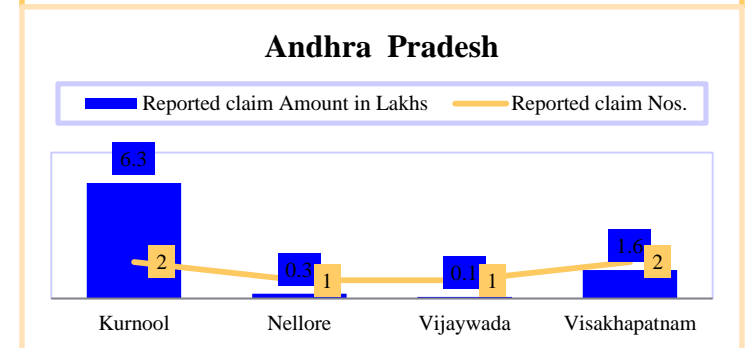 Andhra Pradesh
Reported claim Amount in Lakhs Reported claim Nos.
6.3
0.3 0.1 1.6
2 1 1 2
Kurnool Nellore Vijaywada Visakhapatnam